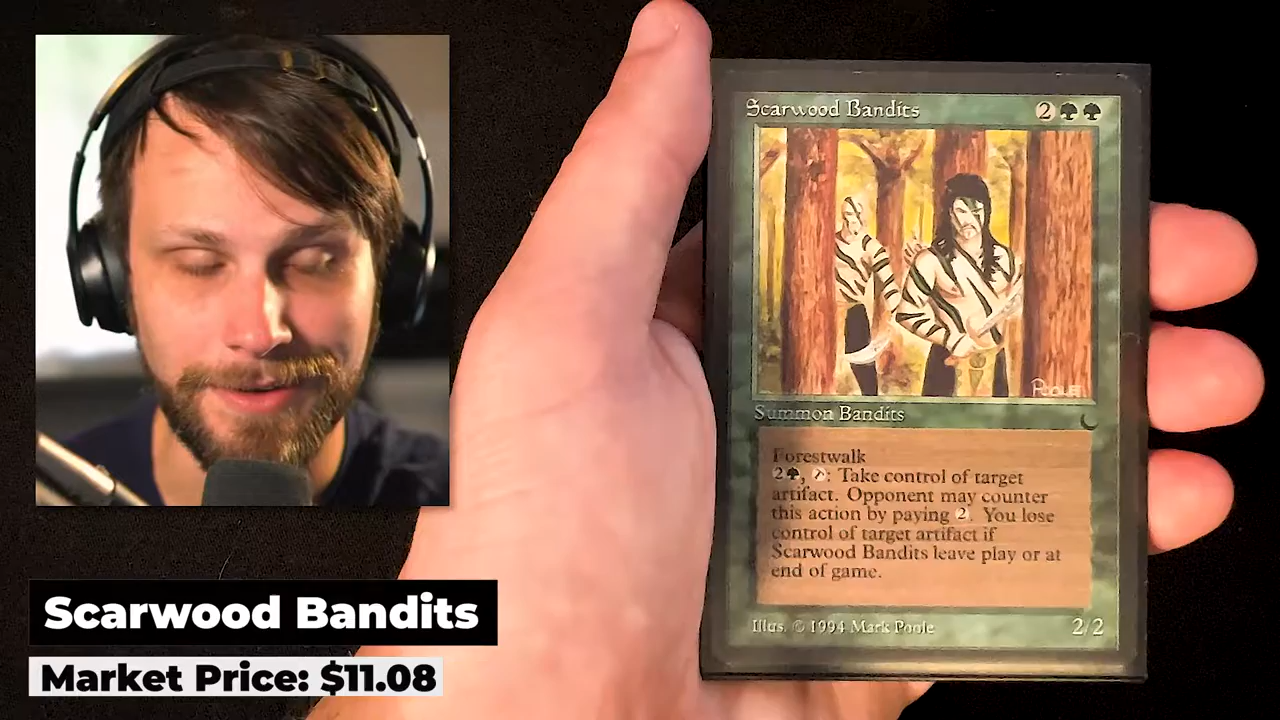 Scarwood Bandits 2
POOLE
Summon Bandits
Forestwalk
2, : Take control of target
artifact. Opponent may counter
this action by paying 2. You lose
control of target artifact if
Scarwood Bandits leave play or at
end of game.
Illus. © 1994 Mark Poole 2/2
Scarwood Bandits
Market Price: $11.08